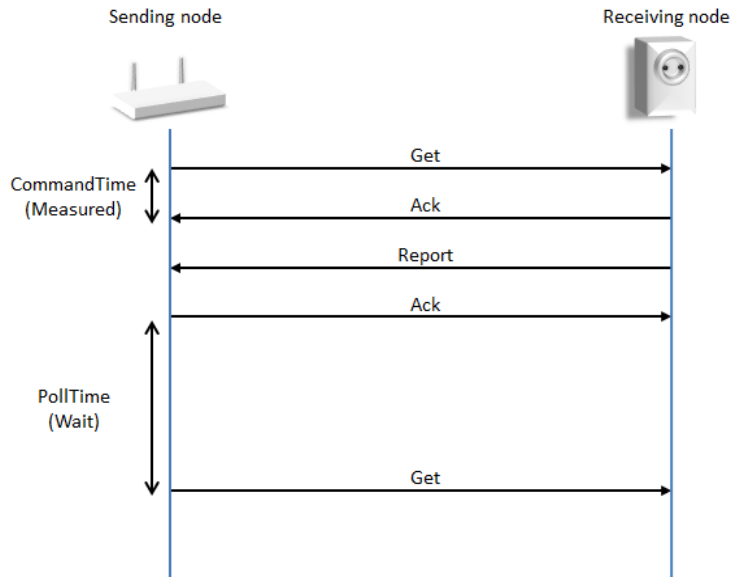 Sending node
Receiving node
Get
CommandTime
(Measured)
Ack
Report
Ack
PollTime
(Wait)
Get